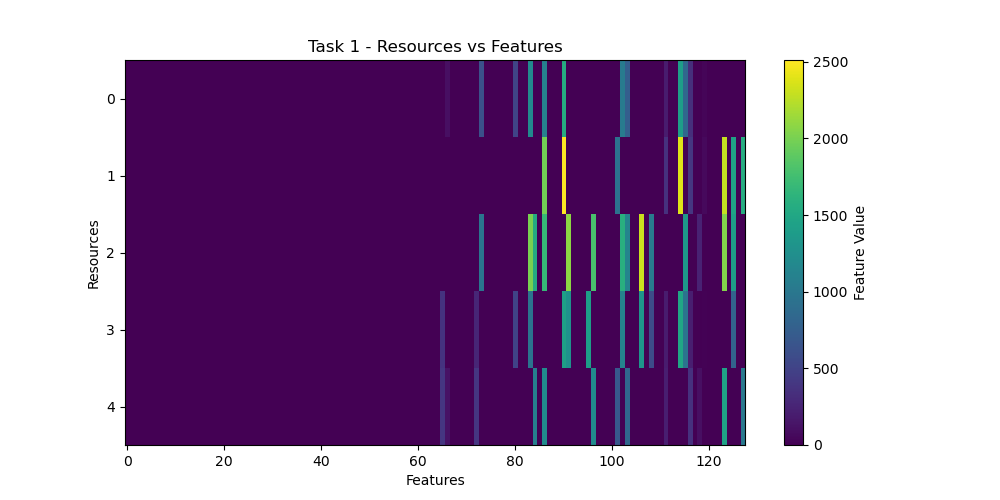 Task 1 - Resources vs Features
Resources
0
1
2
3
4
0 20 40 60 80 100 120
Features
2500
2000
1500
1000
500
0
Feature Value